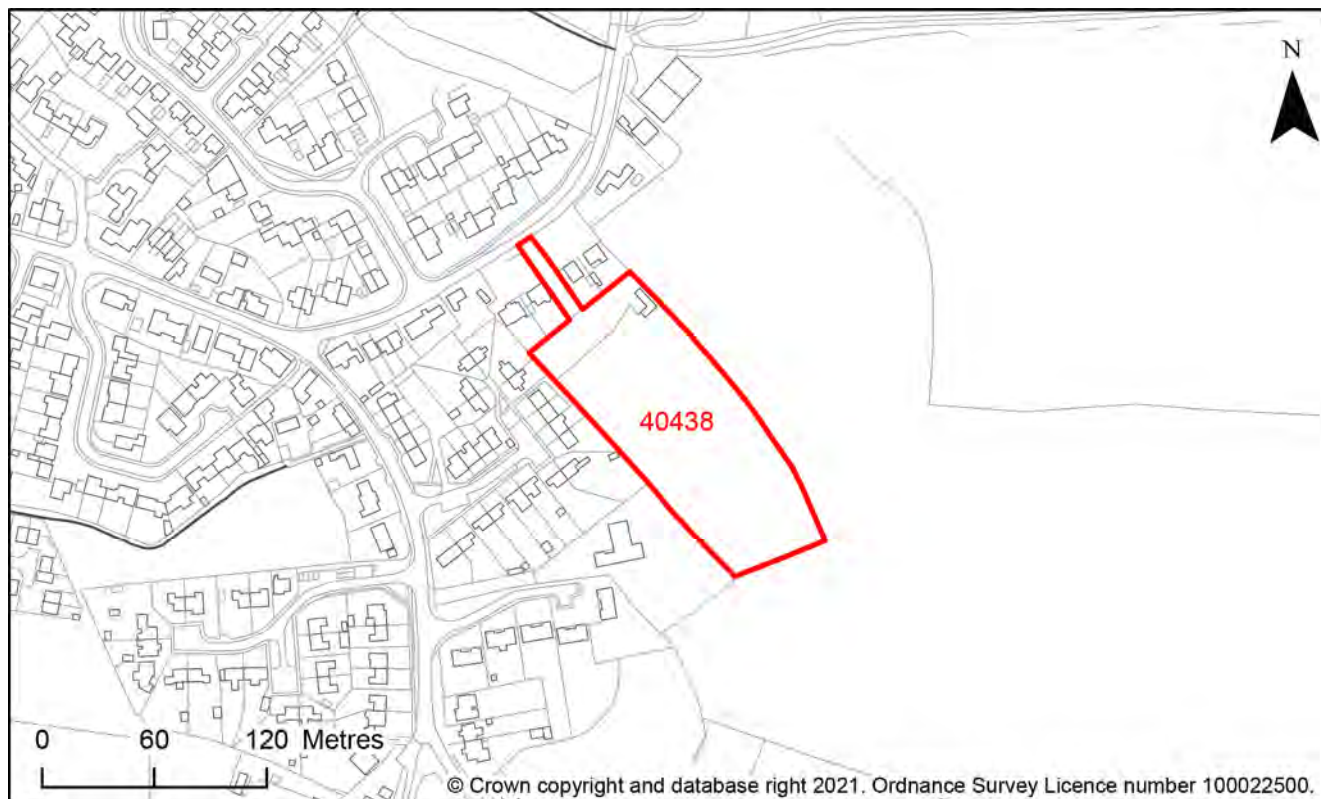 N
40438
0 60 120 Metres
© Crown copyright and database right 2021. Ordnance Survey Licence number 100022500.